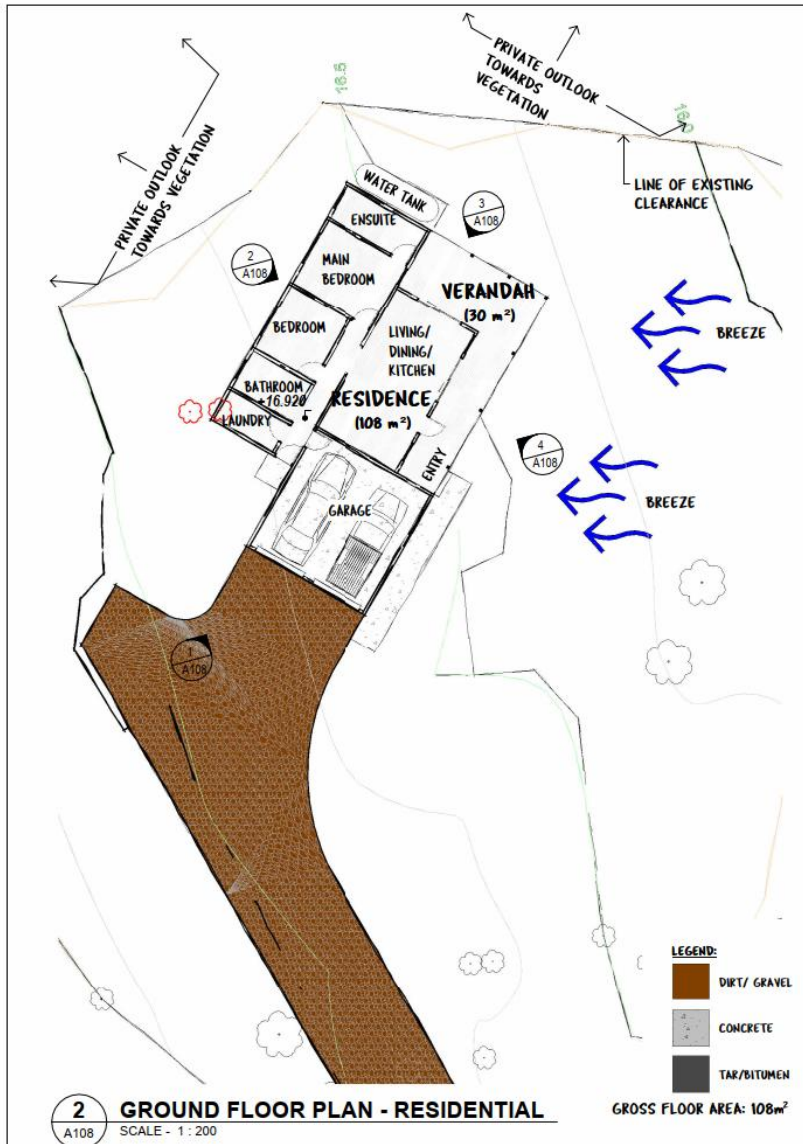 PRIVATE OUTLOOK
TOWARDS
VEGETATION
16.5
16.0
PRIVATE OUTLOOK
TOWARDS VEGETATION
LINE OF EXISTING
CLEARANCE
WATER TANK
3
A108
ENSUITE
2
A108
MAIN
BEDROOM
VERANDAH
(30 m²)
BREEZE
BEDROOM
LIVING/
DINING/
KITCHEN
BATHROOM
+16.920
RESIDENCE
(108 m²)
LAUNDRY
ENTRY
4
A108
BREEZE
GARAGE
1
A108
LEGEND:
DIRT/ GRAVEL
CONCRETE
TAR/BITUMEN
GROSS FLOOR AREA: 108m²
2
A108
GROUND FLOOR PLAN - RESIDENTIAL
SCALE - 1 : 200